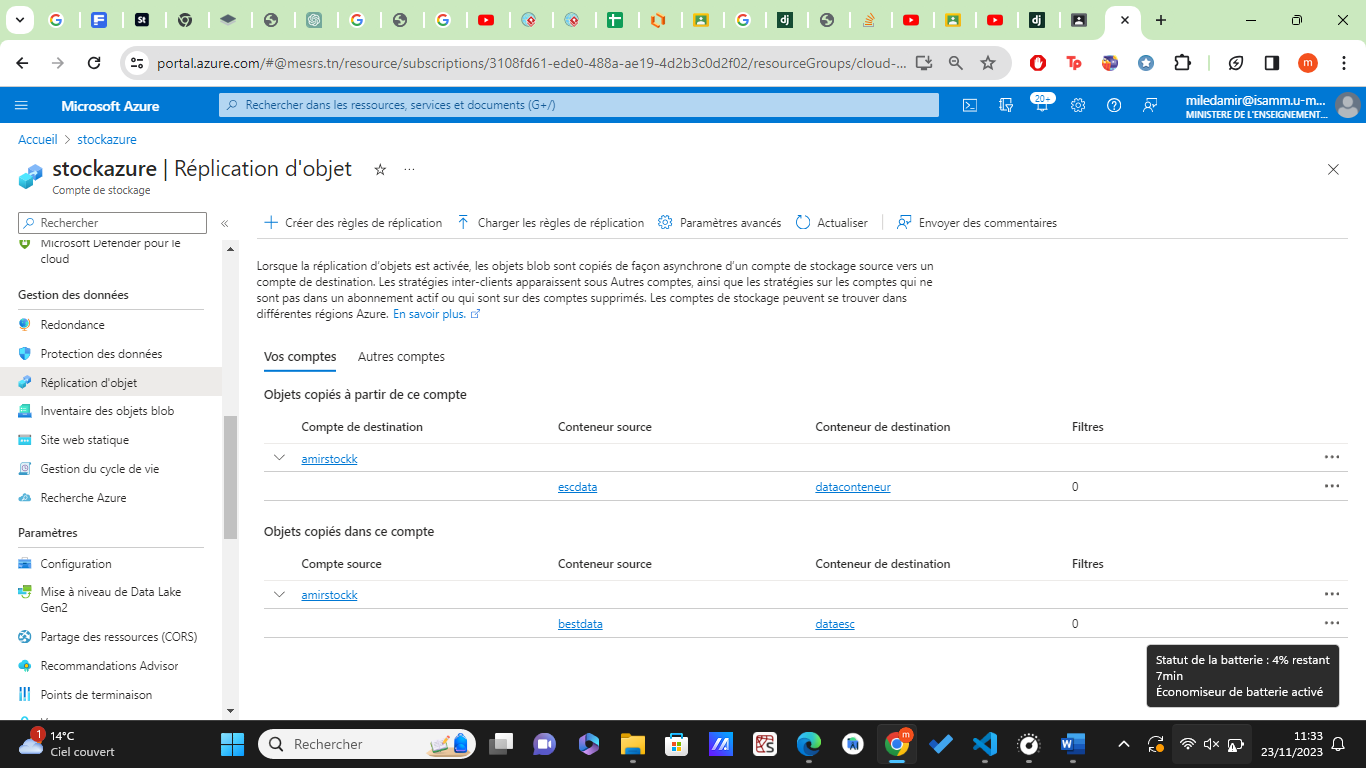 portal.azure.com/#@mesrs.tn/resource/subscriptions/3108fd61-ede0-488a-ae19-4d2b3c0d2f02/resourceGroups/cloud-...
Microsoft Azure
Rechercher dans les ressources, services et documents (G+/)
20+
miledamir@isamm.u-m...
MINISTERE DE L'ENSEIGNEMENT...
Accueil > stockazure
stockazure | Réplication d'objet
Compte de stockage
Rechercher
Microsoft Defender pour le
cloud
Gestion des données
Redondance
Protection des données
Réplication d'objet
Inventaire des objets blob
Site web statique
Gestion du cycle de vie
Recherche Azure
Paramètres
Configuration
Mise à niveau de Data Lake
Gen2
Partage des ressources (CORS)
Recommandations Advisor
Points de terminaison
Créer des règles de réplication
Charger les règles de réplication
Paramètres avancés
Actualiser
Envoyer des commentaires
Lorsque la réplication d'objets est activée, les objets blob sont copiés de façon asynchrone d'un compte de stockage source vers un
compte de destination. Les stratégies inter-clients apparaissent sous Autres comptes, ainsi que les stratégies sur les comptes qui ne
sont pas dans un abonnement actif ou qui sont sur des comptes supprimés. Les comptes de stockage peuvent se trouver dans
différentes régions Azure. En savoir plus.
Vos comptes Autres comptes
Objets copiés à partir de ce compte
Compte de destination Conteneur source Conteneur de destination Filtres
amirstockk
escdata dataconteneur 0
Objets copiés dans ce compte
Compte source Conteneur source Conteneur de destination Filtres
amirstockk
bestdata dataesc 0
Statut de la batterie : 4% restant
7min
Économiseur de batterie activé
1
14°C
Ciel couvert
Rechercher
11:33
23/11/2023